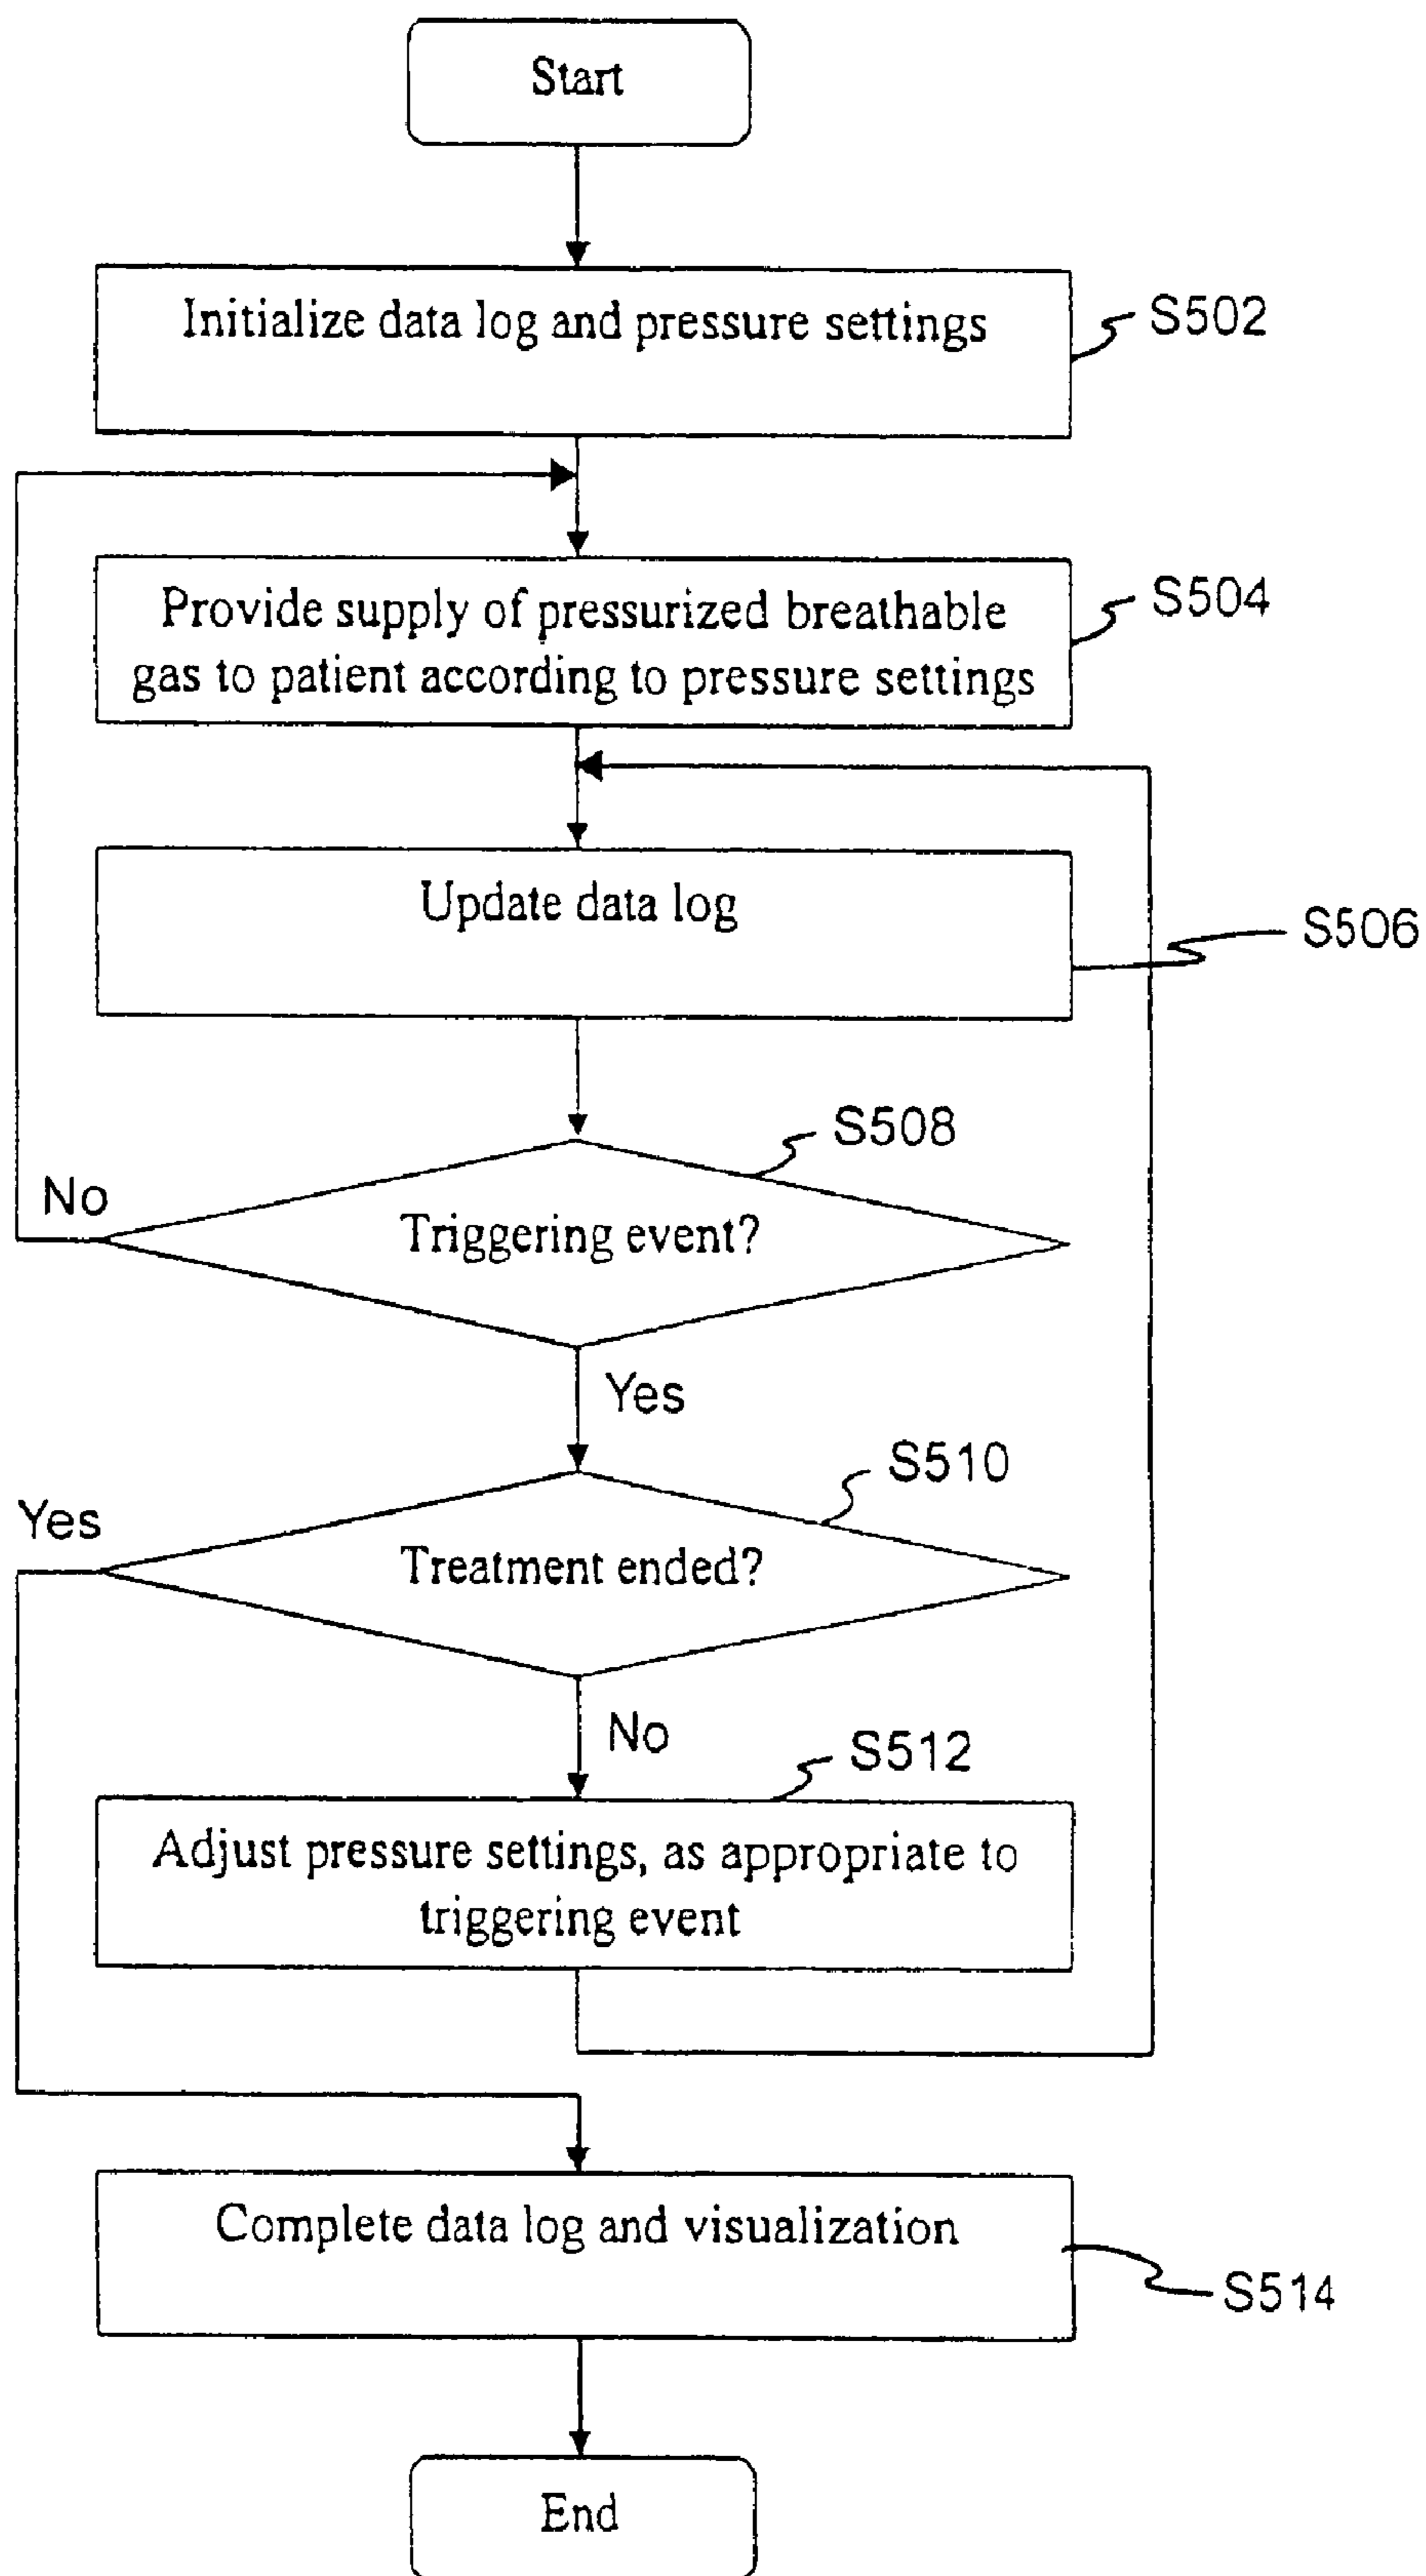 Start
Initialize data log and pressure settings
S502
Provide supply of pressurized breathable
gas to patient according to pressure settings
S504
Update data log
S506
S508
No
Triggering event?
Yes
S510
Yes
Treatment ended?
No
S512
Adjust pressure settings, as appropriate to
triggering event
Complete data log and visualization
S514
End